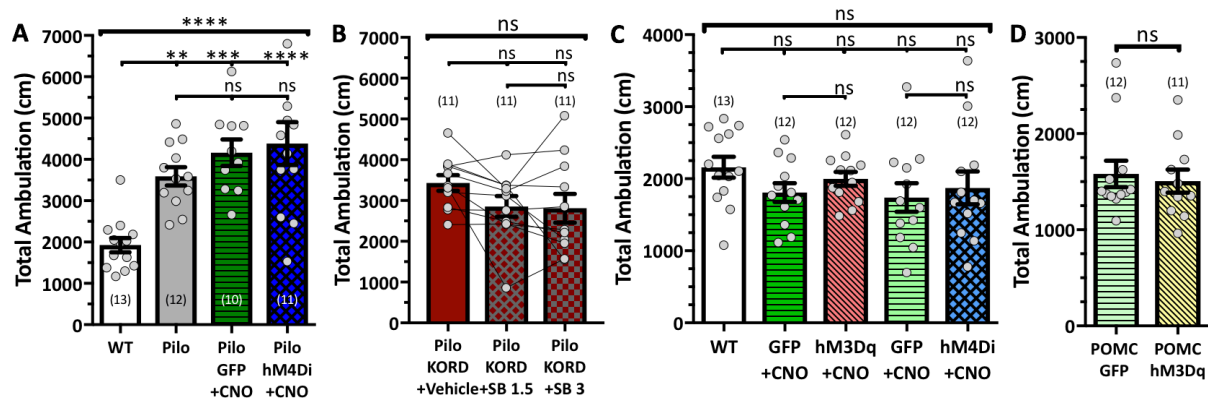 A
Total Ambulation (cm)
7000
6000
5000
4000
3000
2000
1000
0
****
** *** ****
ns ns
(13) (12) (10) (11)
WT
Pilo
Pilo
GFP
+CNO
Pilo
hM4Di
+CNO
B
Total Ambulation (cm)
7000
6000
5000
4000
3000
2000
1000
0
ns
ns ns
ns
(11) (11) (11)
Pilo
KORD
+Vehicle
Pilo
KORD
+SB 1.5
Pilo
KORD
+SB 3
C
Total Ambulation (cm)
4000
3000
2000
1000
0
ns
ns ns ns ns
ns ns
(13) (12) (12) (12) (12)
WT
GFP
+CNO
hM3Dq
+CNO
GFP
+CNO
hM4Di
+CNO
D
Total Ambulation (cm)
3000
2000
1000
0
ns
(12) (11)
POMC
GFP
POMC
hM3Dq